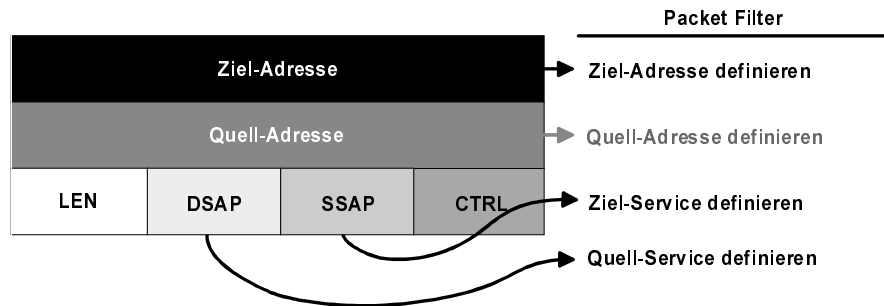 Packet Filter
Ziel-Adresse
Ziel-Adresse definieren
Quell-Adresse
Quell-Adresse definieren
LEN
DSAP
SSAP
CTRL
Ziel-Service definieren
Quell-Service definieren